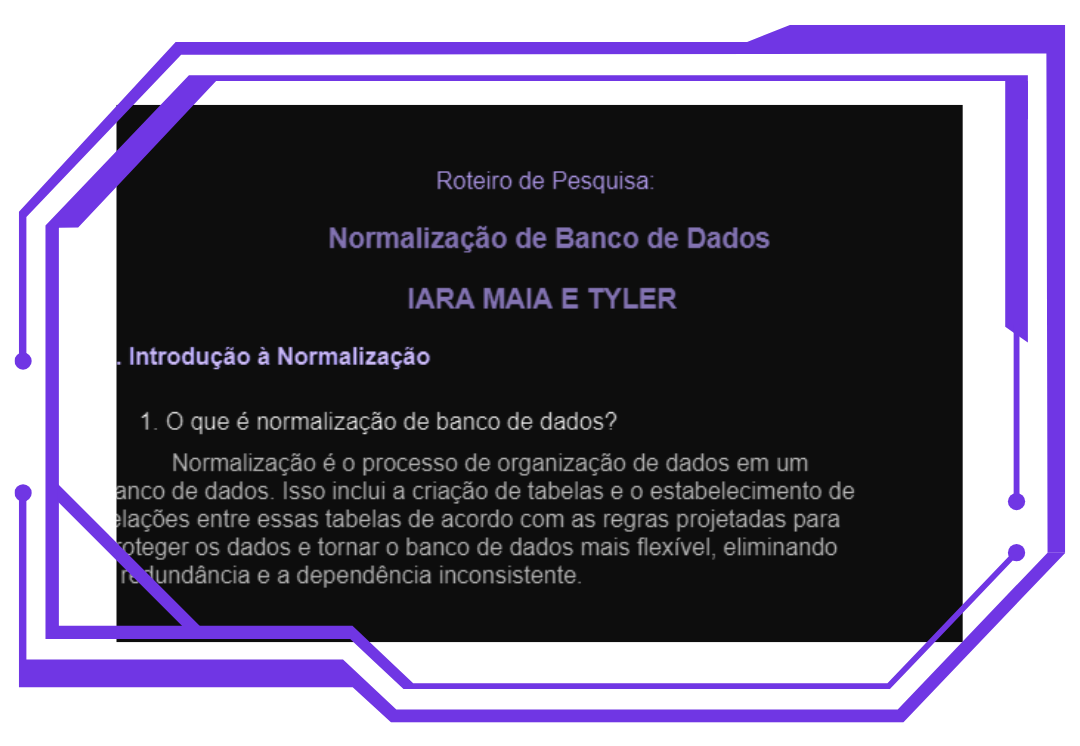 Roteiro de Pesquisa:
Normalização de Banco de Dados
IARA MAIA E TYLER
. Introdução à Normalização
1. O que é normalização de banco de dados?
Normalização é o processo de organização de dados em um
anco de dados. Isso inclui a criação de tabelas e o estabelecimento de
elações entre essas tabelas de acordo com as regras projetadas para
roteger os dados e tornar o banco de dados mais flexível, eliminando
redundância e a dependência inconsistente.